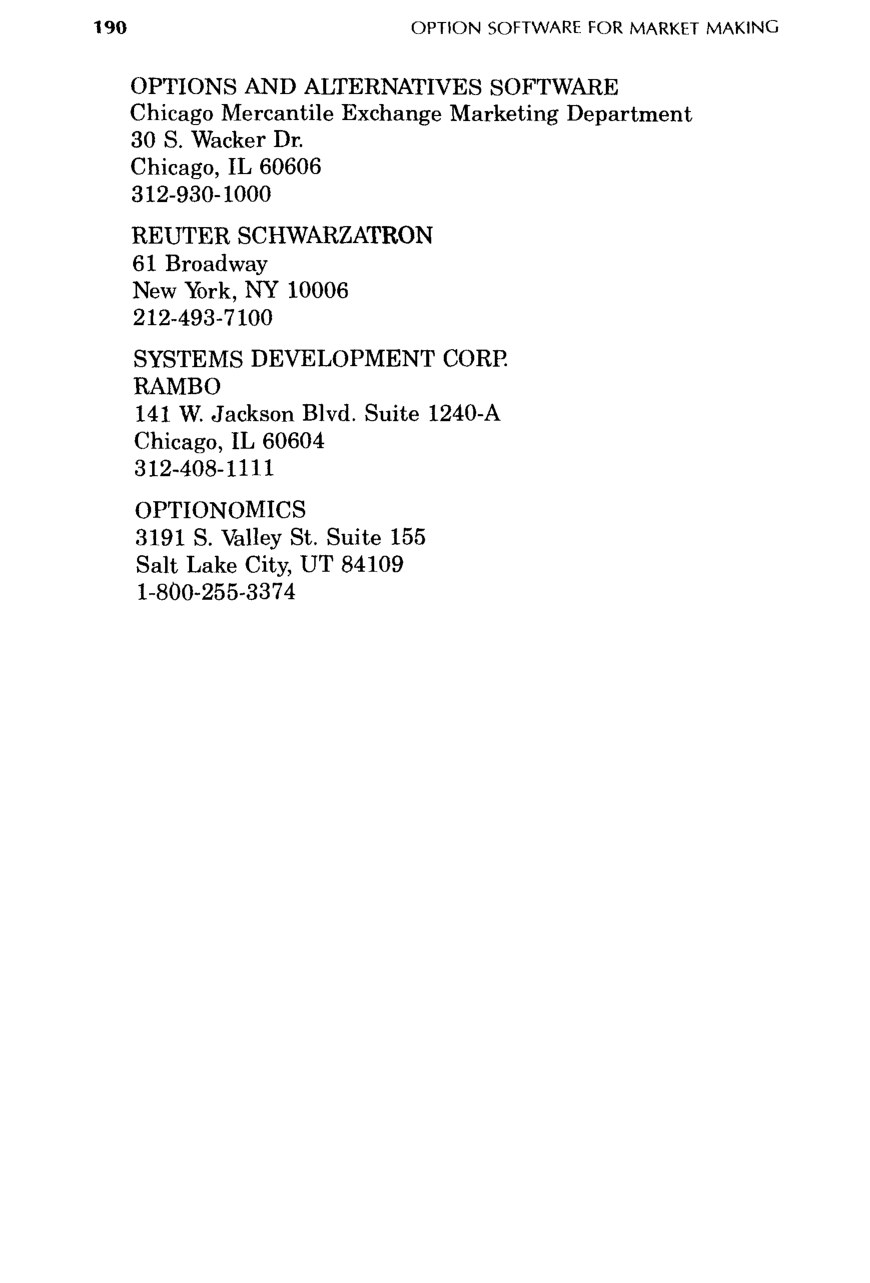 190 OPTION SOFTWARE FOR MARKET MAKING
OPTIONS AND ALTERNATIVES SOFTWARE
Chicago Mercantile Exchange Marketing Department
30 S. Wacker Dr.
Chicago, IL 60606
312-930-1000
REUTER SCHWARZATRON
61 Broadway
New York, NY 10006
212-493-7100
SYSTEMS DEVELOPMENT CORP.
RAMBO
141 W. Jackson Blvd. Suite 1240-A
Chicago, IL 60604
312-408-1111
OPTIONOMICS
3191 S. Valley St. Suite 155
Salt Lake City, UT 84109
1-800-255-3374